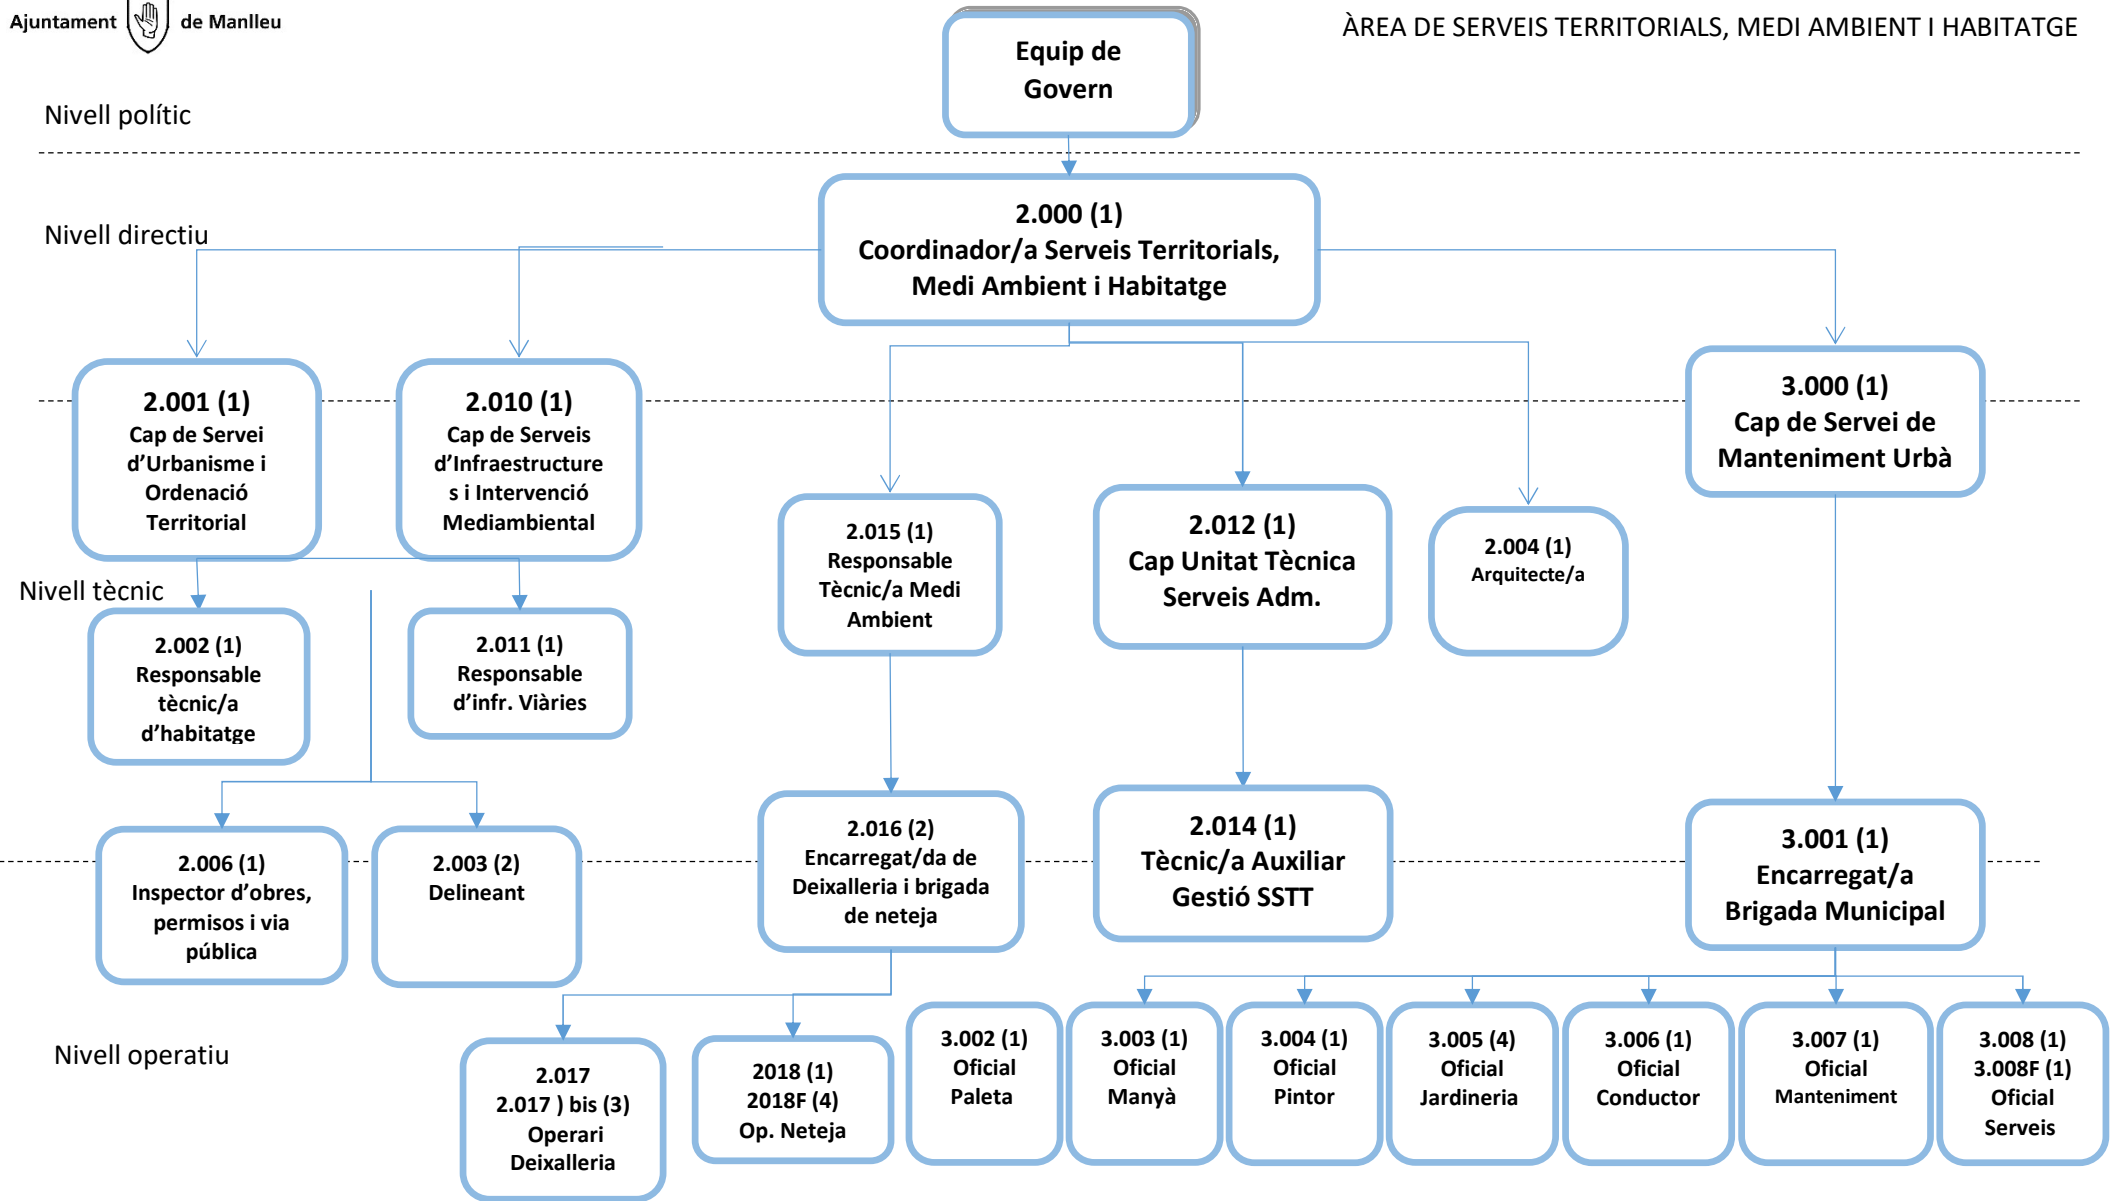 Ajuntament de Manlleu
ÀREA DE SERVEIS TERRITORIALS, MEDI AMBIENT I HABITATGE
Equip de
Govern
Nivell polític
Nivell directiu
2.000 (1)
Coordinador/a Serveis Territorials,
Medi Ambient i Habitatge
2.001 (1)
Cap de Servei
d’Urbanisme i
Ordenació
Territorial
2.010 (1)
Cap de Serveis
d’Infraestructure
s i Intervenció
Mediambiental
3.000 (1)
Cap de Servei de
Manteniment Urbà
2.015 (1)
Responsable
Tècnic/a Medi
Ambient
2.012 (1)
Cap Unitat Tècnica
Serveis Adm.
2.004 (1)
Arquitecte/a
Nivell tècnic
2.002 (1)
Responsable
tècnic/a
d’habitatge
2.011 (1)
Responsable
d’infr. Viàries
2.006 (1)
Inspector d’obres,
permisos i via
pública
2.003 (2)
Delineant
2.016 (2)
Encarregat/da de
Deixalleria i brigada
de neteja
2.014 (1)
Tècnic/a Auxiliar
Gestió SSTT
3.001 (1)
Encarregat/a
Brigada Municipal
Nivell operatiu
2.017
2.017 ) bis (3)
Operari
Deixalleria
2018 (1)
2018F (4)
Op. Neteja
3.002 (1)
Oficial
Paleta
3.003 (1)
Oficial
Manyà
3.004 (1)
Oficial
Pintor
3.005 (4)
Oficial
Jardineria
3.006 (1)
Oficial
Conductor
3.007 (1)
Oficial
Manteniment
3.008 (1)
3.008F (1)
Oficial
Serveis